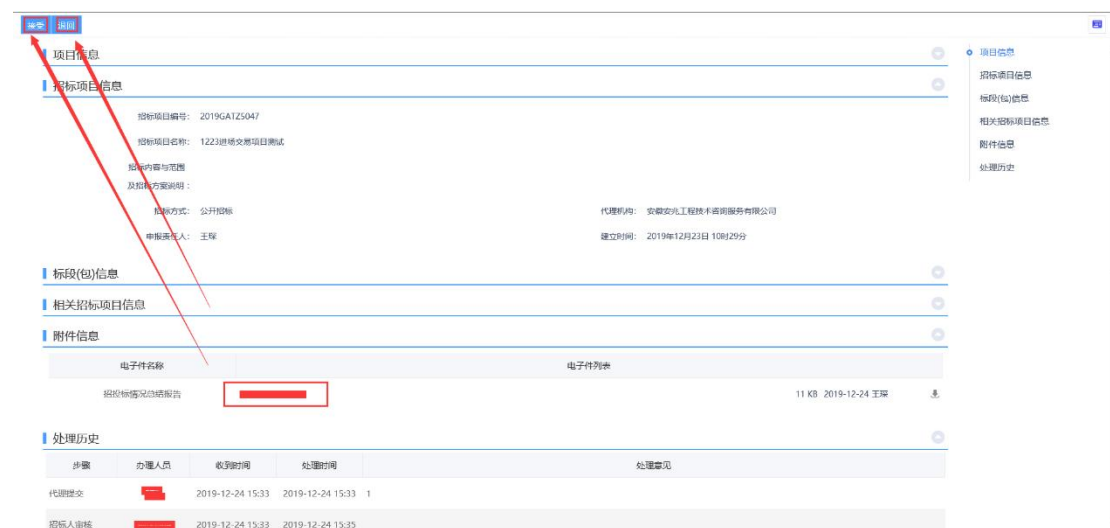 接受 退回
项目信息
招标项目信息
招标项目编号： 2019GATZ5047
招标项目名称： 1223进场交易项目测试
招标内容与范围
及招标方案说明：
招标方式： 公开招标 代理机构： 安徽安兆工程技术咨询服务有限公司
申报责任人： 王琛 建立时间： 2019年12月23日 10时29分
标段(包)信息
相关招标项目信息
附件信息
电子件名称 电子件列表
招投标情况总结报告 11 KB 2019-12-24 王琛
处理历史
步骤 办理人员 收到时间 处理时间 处理意见
代理提交 2019-12-24 15:33 2019-12-24 15:33 1
招标人审核 2019-12-24 15:33 2019-12-24 15:35
项目信息
招标项目信息
标段(包)信息
相关招标项目信息
附件信息
处理历史